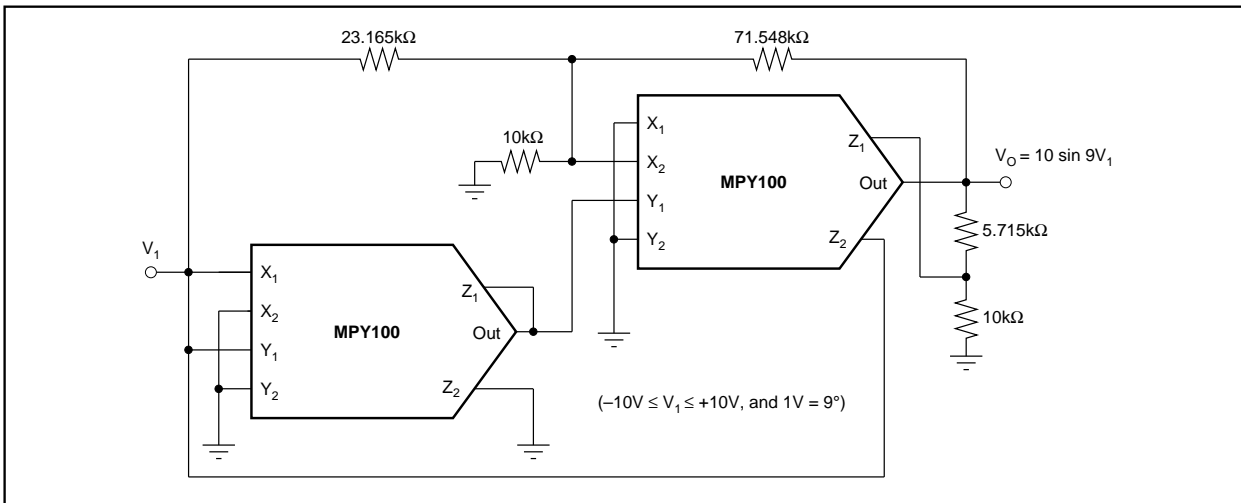 23.165kΩ
71.548kΩ
10kΩ
X1
X2
Y1
Y2
MPY100
Z1
Out
Z2
VO = 10 sin 9V1
5.715kΩ
10kΩ
V1
X1
X2
Y1
Y2
MPY100
Z1
Out
Z2
(–10V ≤ V1 ≤ +10V, and 1V = 9°)